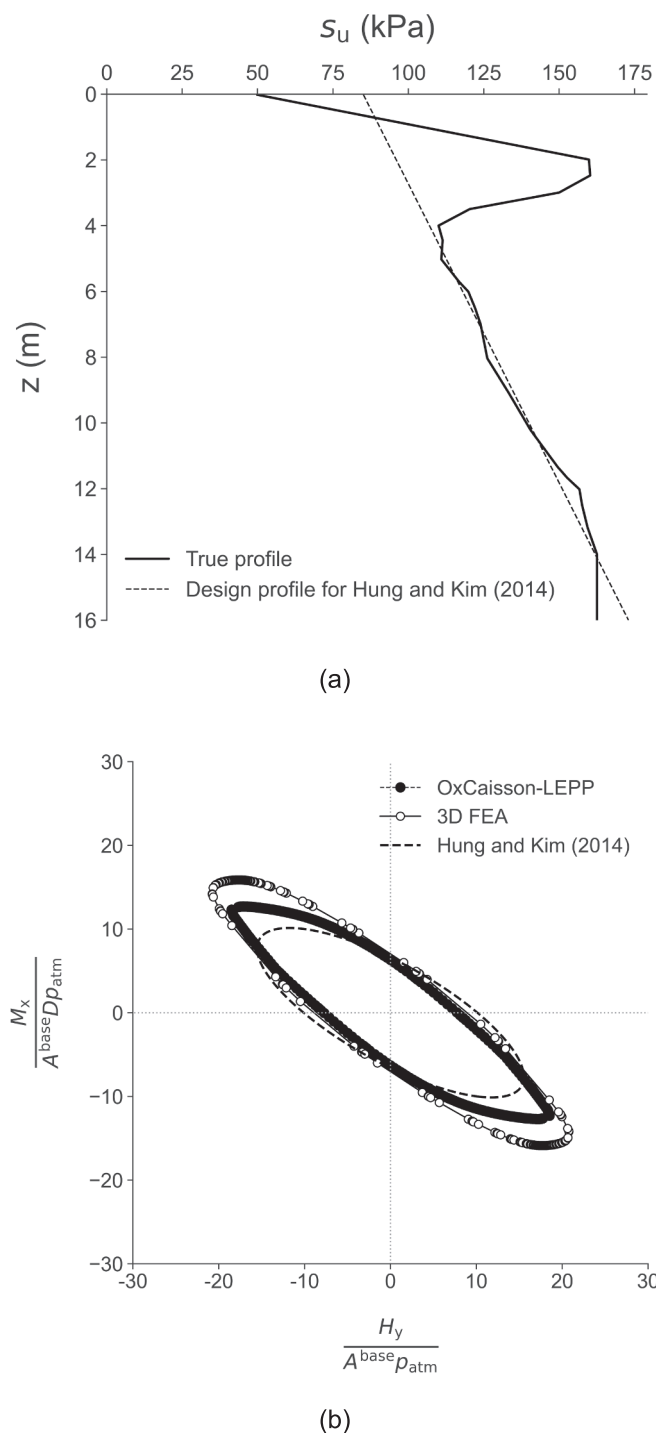 s_u (kPa)
0 25 50 75 100 125 150 175
0
2
4
6
8
10
12
14
16
z (m)
True profile
Design profile for Hung and Kim (2014)
(a)
30
20
10
0
−10
−20
−30
M_x
A^base Dp_atm
OxCaisson-LEPP
3D FEA
Hung and Kim (2014)
-30 -20 -10 0 10 20 30
H_y
A^base p_atm
(b)